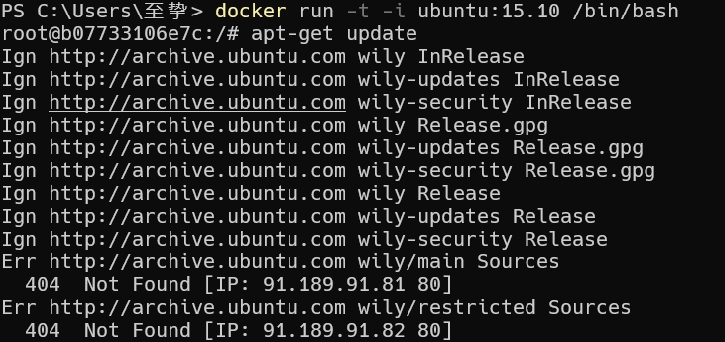 PS C:\Users\至挚> docker run -t -i ubuntu:15.10 /bin/bash
root@b07733106e7c:/# apt-get update
Ign http://archive.ubuntu.com wily InRelease
Ign http://archive.ubuntu.com wily-updates InRelease
Ign http://archive.ubuntu.com wily-security InRelease
Ign http://archive.ubuntu.com wily Release.gpg
Ign http://archive.ubuntu.com wily-updates Release.gpg
Ign http://archive.ubuntu.com wily-security Release.gpg
Ign http://archive.ubuntu.com wily Release
Ign http://archive.ubuntu.com wily-updates Release
Ign http://archive.ubuntu.com wily-security Release
Err http://archive.ubuntu.com wily/main Sources
  404  Not Found [IP: 91.189.91.81 80]
Err http://archive.ubuntu.com wily/restricted Sources
  404  Not Found [IP: 91.189.91.82 80]